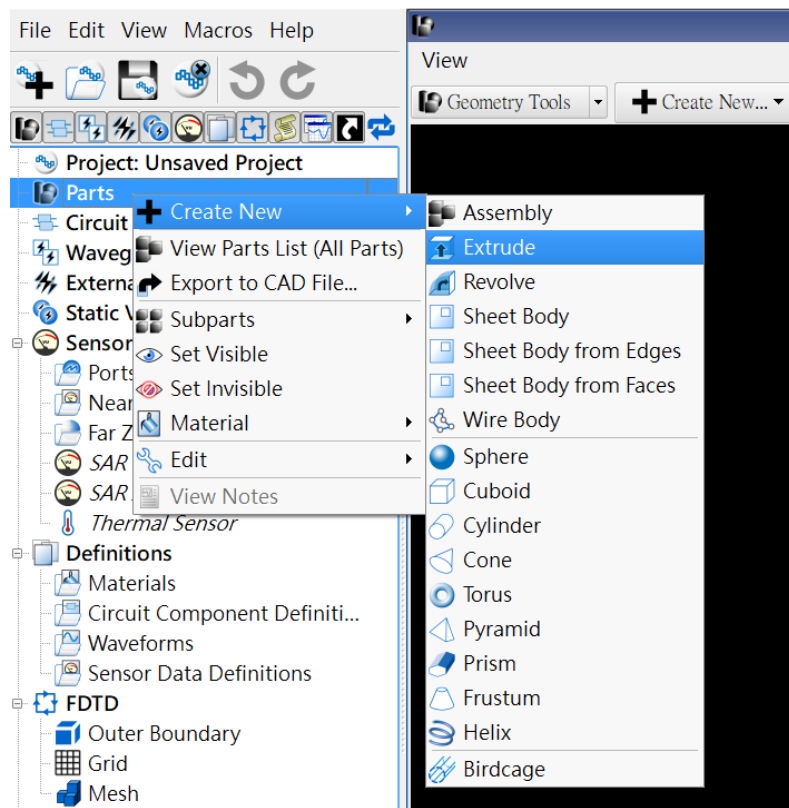 File Edit View Macros Help
View
Geometry Tools
Create New...
Project: Unsaved Project
Parts
Circuit
Waveg
Externa
Static V
Sensor
Ports
Near
Far Z
SAR
SAR
Thermal Sensor
Definitions
Materials
Circuit Component Definiti...
Waveforms
Sensor Data Definitions
FDTD
Outer Boundary
Grid
Mesh
Create New
View Parts List (All Parts)
Export to CAD File...
Subparts
Set Visible
Set Invisible
Material
Edit
View Notes
Assembly
Extrude
Revolve
Sheet Body
Sheet Body from Edges
Sheet Body from Faces
Wire Body
Sphere
Cuboid
Cylinder
Cone
Torus
Pyramid
Prism
Frustum
Helix
Birdcage